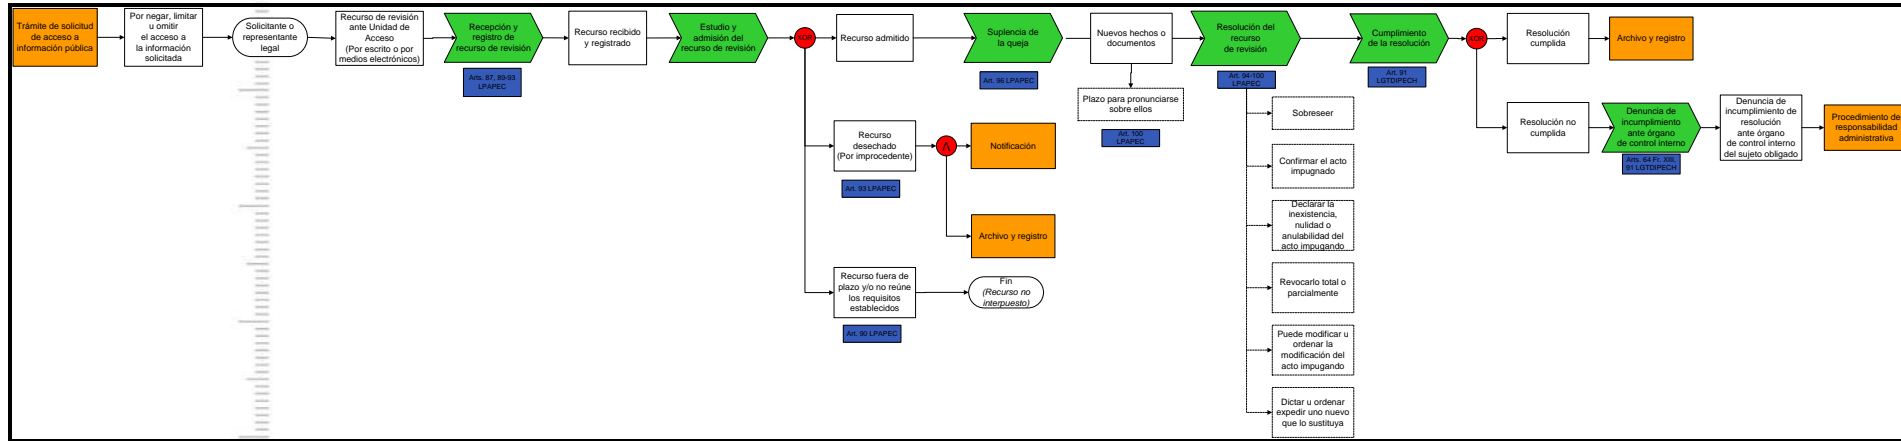 Trámite de solicitud
de acceso a
información pública
Por negar, limitar
u omitir
el acceso a
la información
solicitada
Solicitante o
representante
legal
Recurso de revisión
ante Unidad de
Acceso
(Por escrito o por
medios electrónicos)
Recepción y
registro de
recurso de revisión
Arts. 87, 89-93
LPAPEC
Recurso recibido
y registrado
Estudio y
admisión del
recurso de revisión
XOR
Recurso admitido
Suplencia de
la queja
Art. 96 LPAPEC
Nuevos hechos o
documentos
Plazo para pronunciarse
sobre ellos
Art. 100
LPAPEC
Resolución del
recurso
de revisión
Art. 94-100
LPAPEC
Sobreseer
Confirmar el acto
impugnado
Declarar la
inexistencia,
nulidad o
anulabilidad del
acto impugando
Revocarlo total o
parcialmente
Puede modificar u
ordenar la
modificación del
acto impugando
Dictar u ordenar
expedir uno nuevo
que lo sustituya
Cumplimiento
de la resolución
Art. 91
LGTDIPECH
XOR
Resolución
cumplida
Archivo y registro
Resolución no
cumplida
Denuncia de
incumplimiento
ante órgano
de control interno
Arts. 64 Fr. XIII,
91 LGTDIPECH
Denuncia de
incumplimiento de
resolución
ante órgano
de control interno
del sujeto obligado
Procedimiento de
responsabilidad
administrativa
Recurso
desechado
(Por improcedente)
Art. 93 LPAPEC
Λ
Notificación
Archivo y registro
Recurso fuera de
plazo y/o no reúne
los requisitos
establecidos
Art. 90 LPAPEC
Fin
(Recurso no
interpuesto)